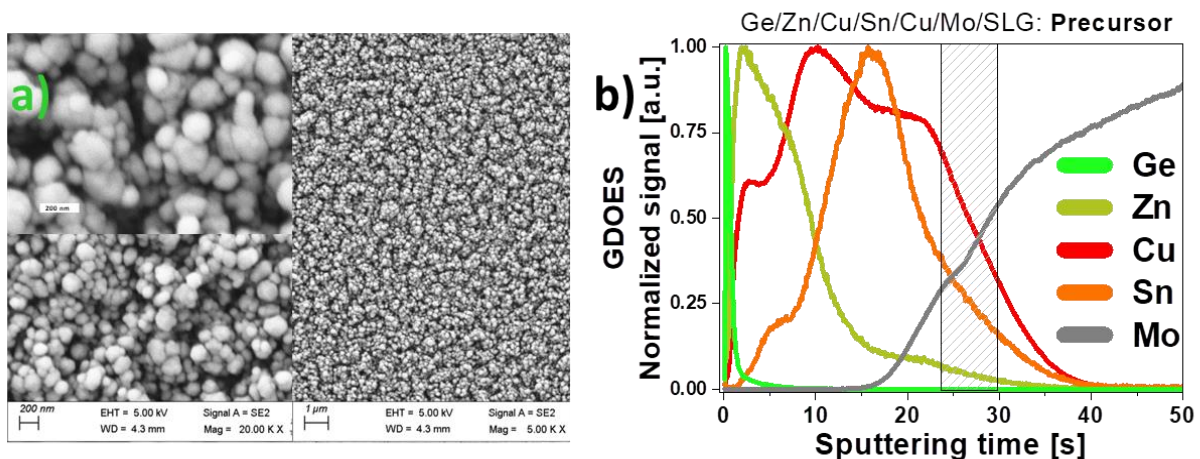 a)
200 nm
200 nm
EHT = 5.00 kV
Signal A = SE2
WD = 4.3 mm
Mag = 20.00 K X
1 µm
EHT = 5.00 kV
Signal A = SE2
WD = 4.3 mm
Mag = 5.00 K X
Ge/Zn/Cu/Sn/Cu/Mo/SLG: Precursor
b)
GDOES
Normalized signal [a.u.]
1.00
0.75
0.50
0.25
0.00
Ge
Zn
Cu
Sn
Mo
0 10 20 30 40 50
Sputtering time [s]